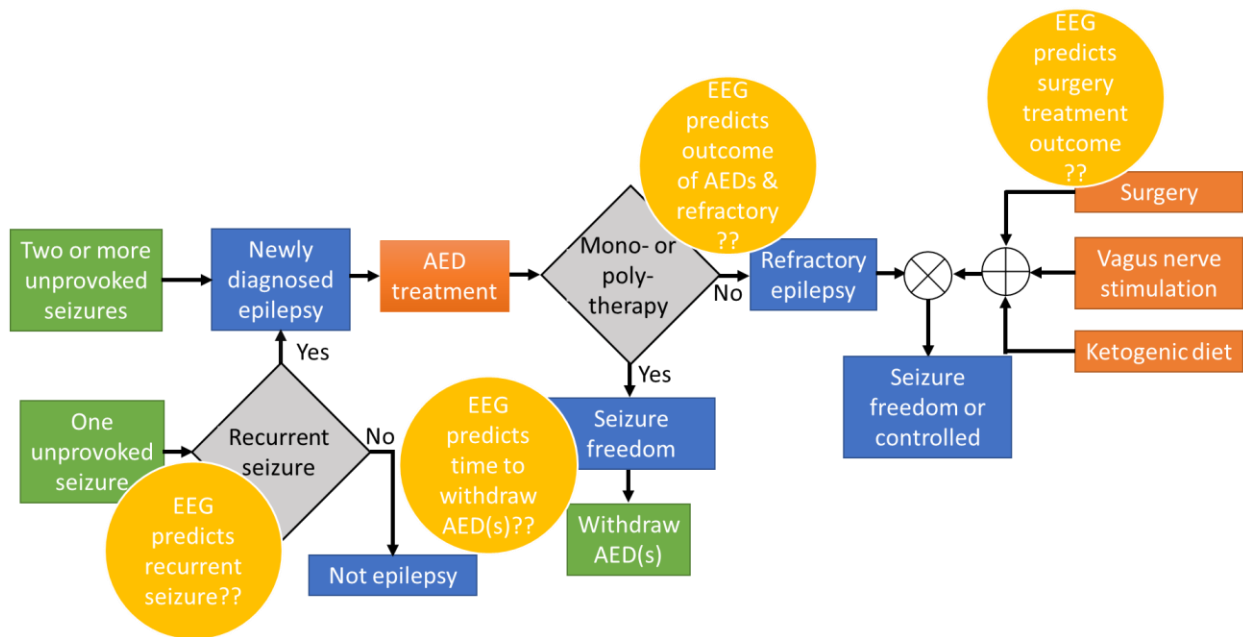 EEG
predicts
surgery
treatment
outcome
??
EEG
predicts
outcome
of AEDs &
refractory
??
Surgery
Two or more
unprovoked
seizures
Newly
diagnosed
epilepsy
AED
treatment
Mono- or
poly-
therapy
No
Refractory
epilepsy
Vagus nerve
stimulation
Ketogenic diet
Yes
Yes
Seizure
freedom or
controlled
One
unprovoked
seizure
Recurrent
seizure
No
EEG
predicts
time to
withdraw
AED(s)??
Seizure
freedom
EEG
predicts
recurrent
seizure??
Not epilepsy
Withdraw
AED(s)